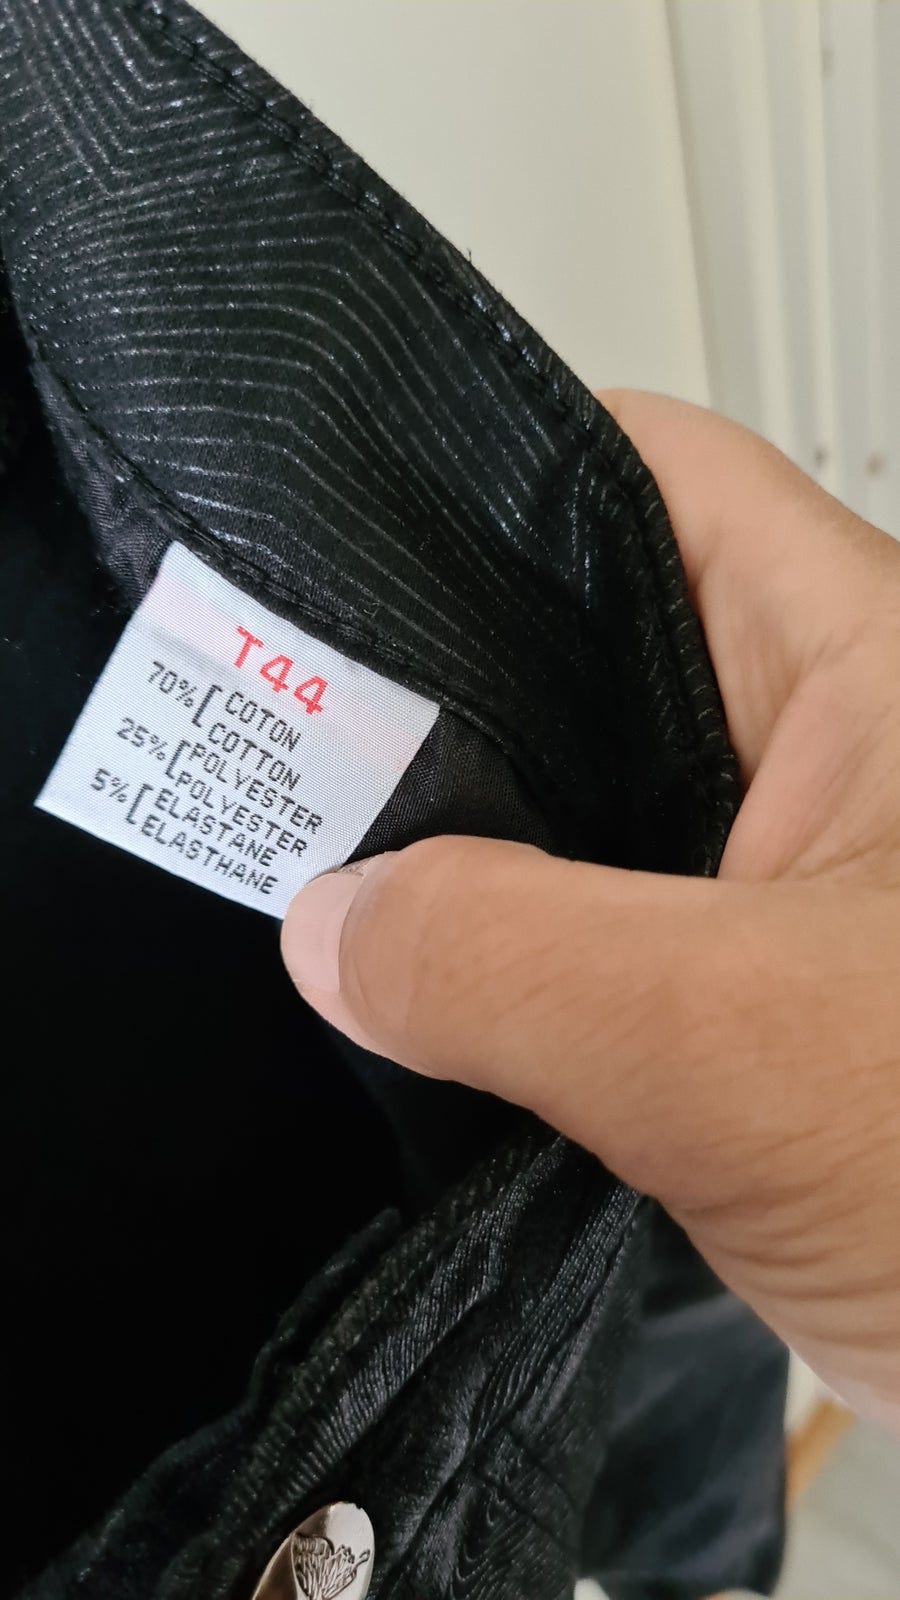 T44
70% [ COTON
COTTON
25% [ POLYESTER
POLYESTER
5% [ ELASTANE
ELASTHANE